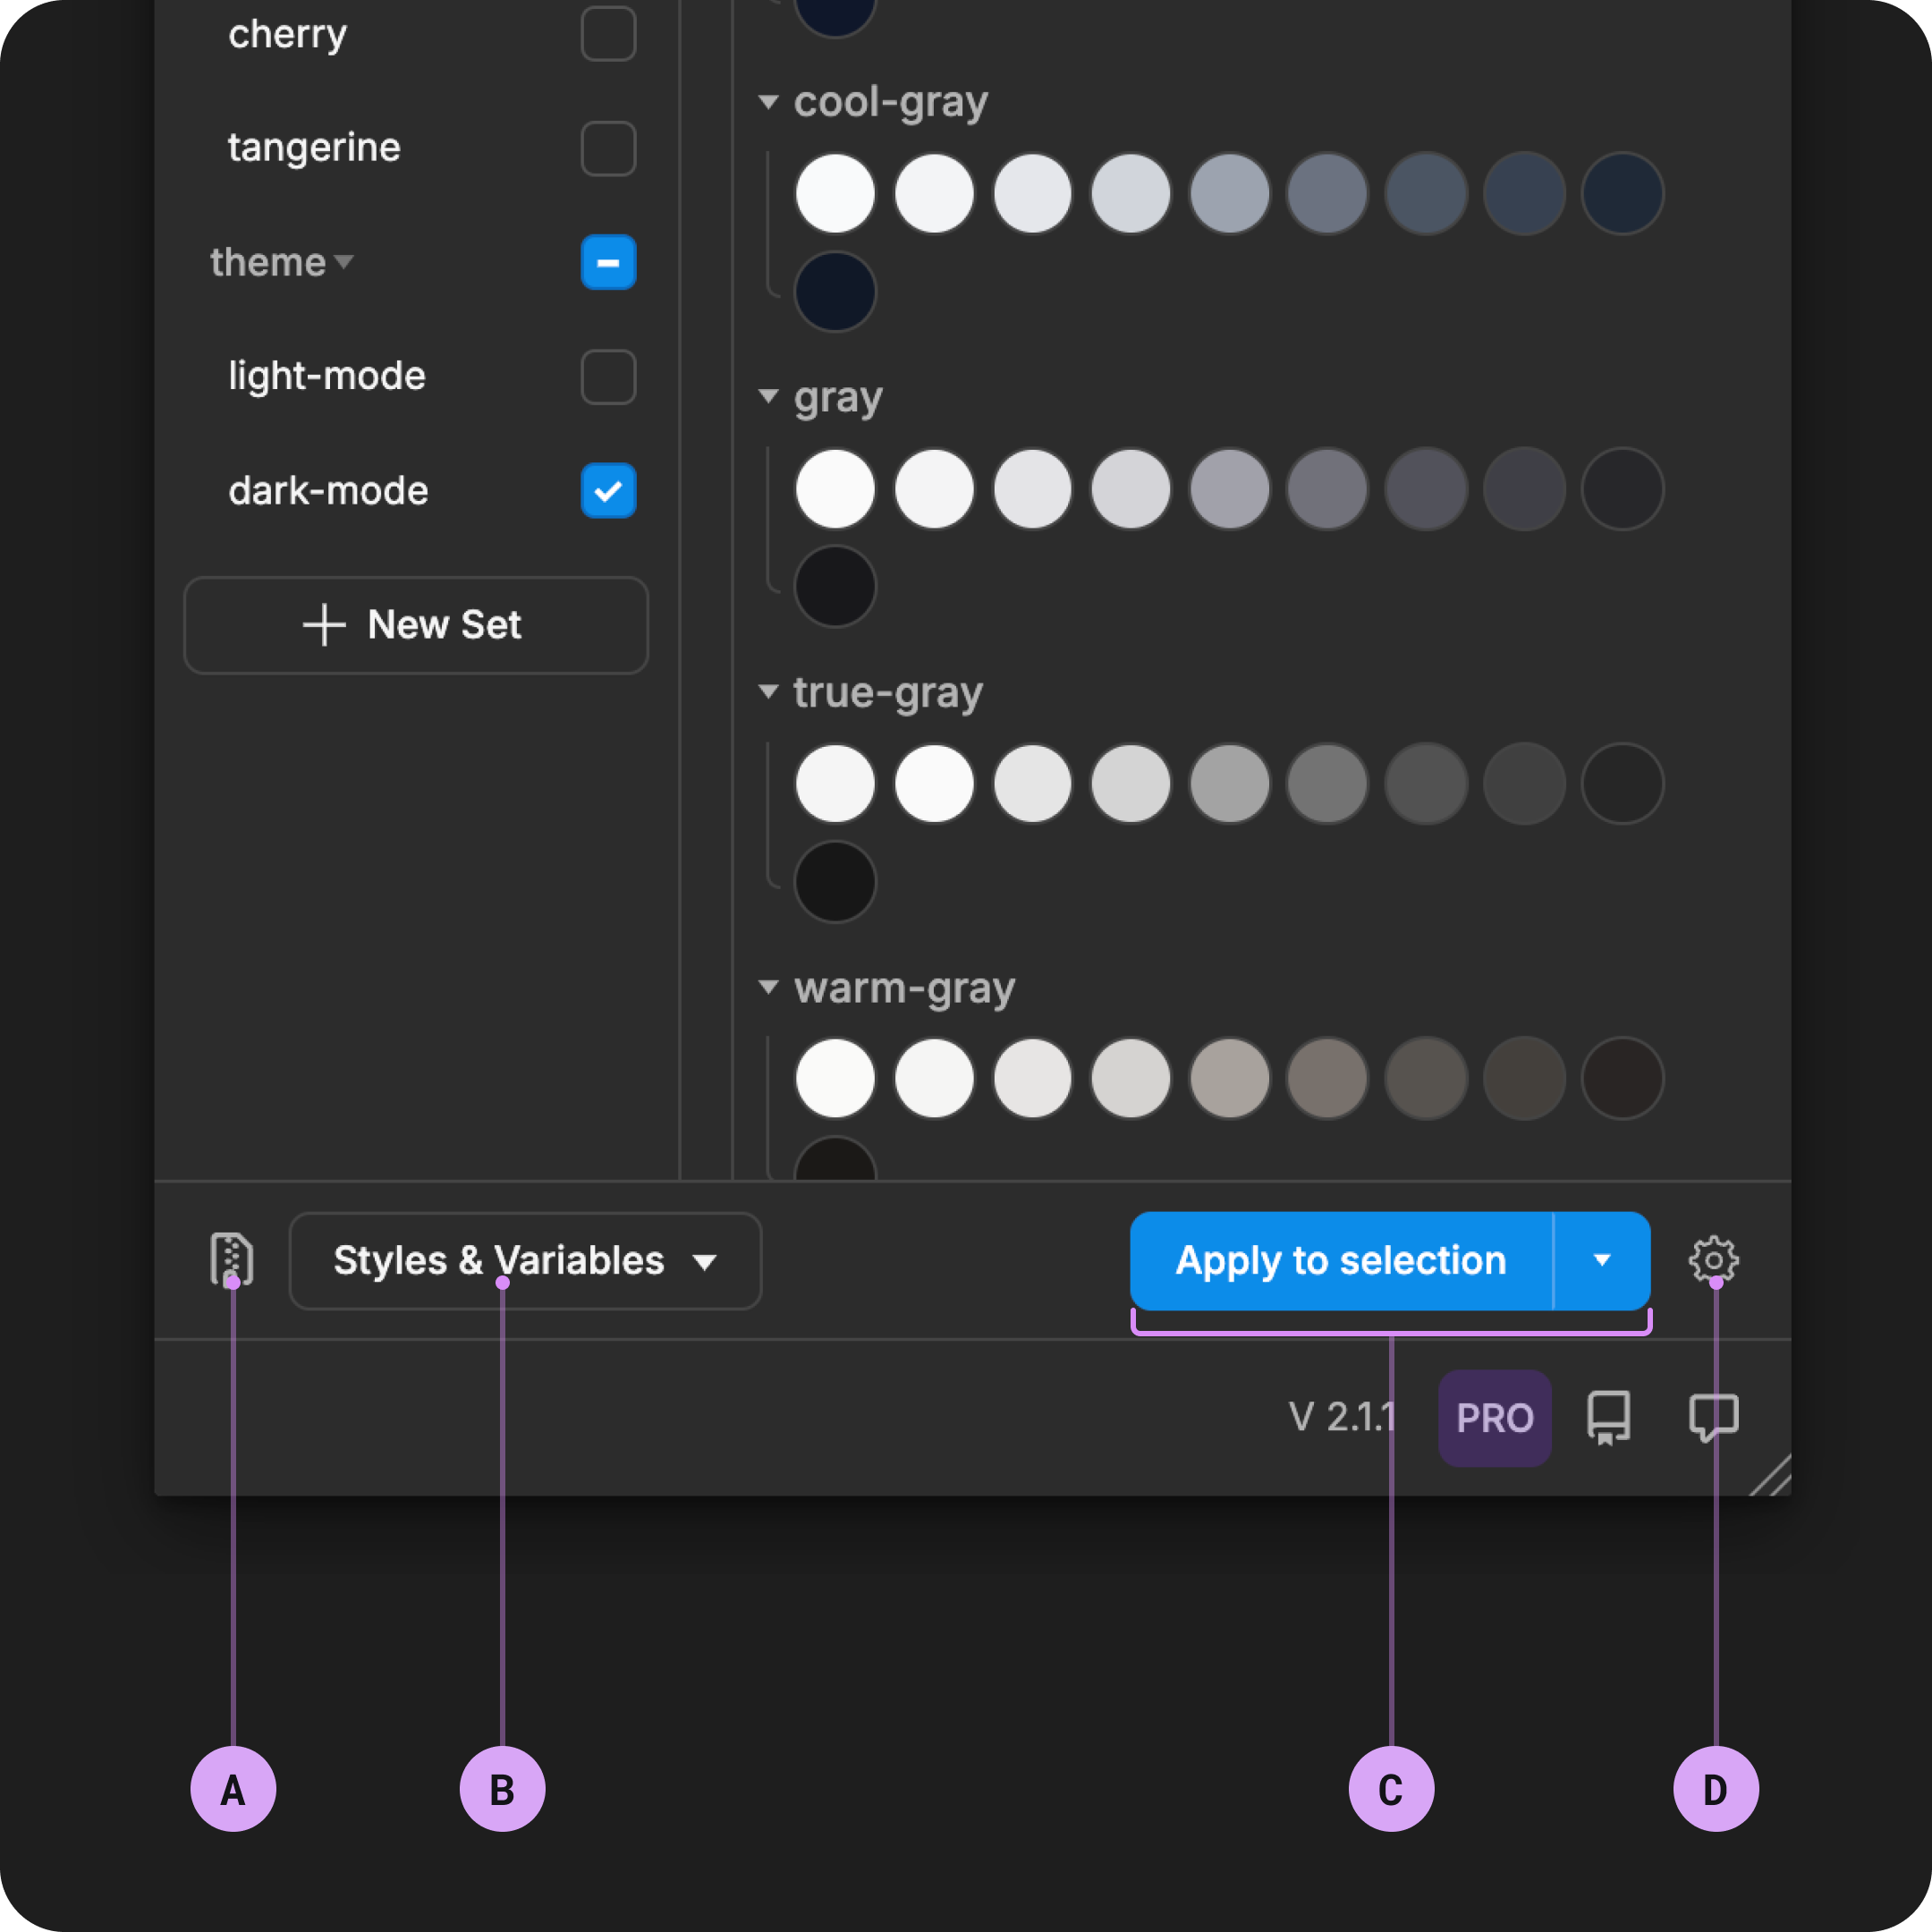 cherry
tangerine
theme
light-mode
dark-mode
New Set
cool-gray
gray
true-gray
warm-gray
Styles & Variables
Apply to selection
V 2.1.1
PRO
A
B
C
D